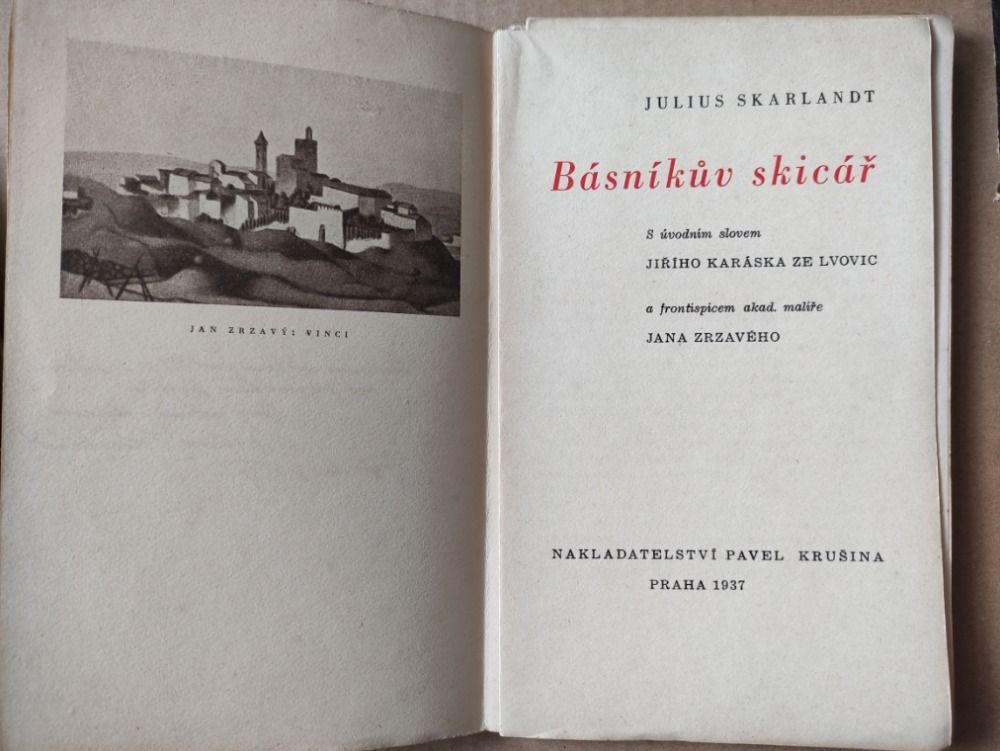 JAN ZRZAVÝ: VINCI
JULIUS SKARLANDT
Básníkův skicář
S úvodním slovem
JIŘÍHO KARÁSKA ZE LVOVIC
a frontispicem akad. malíře
JANA ZRZAVÉHO
NAKLADATELSTVÍ PAVEL KRUŠINA
PRAHA 1937